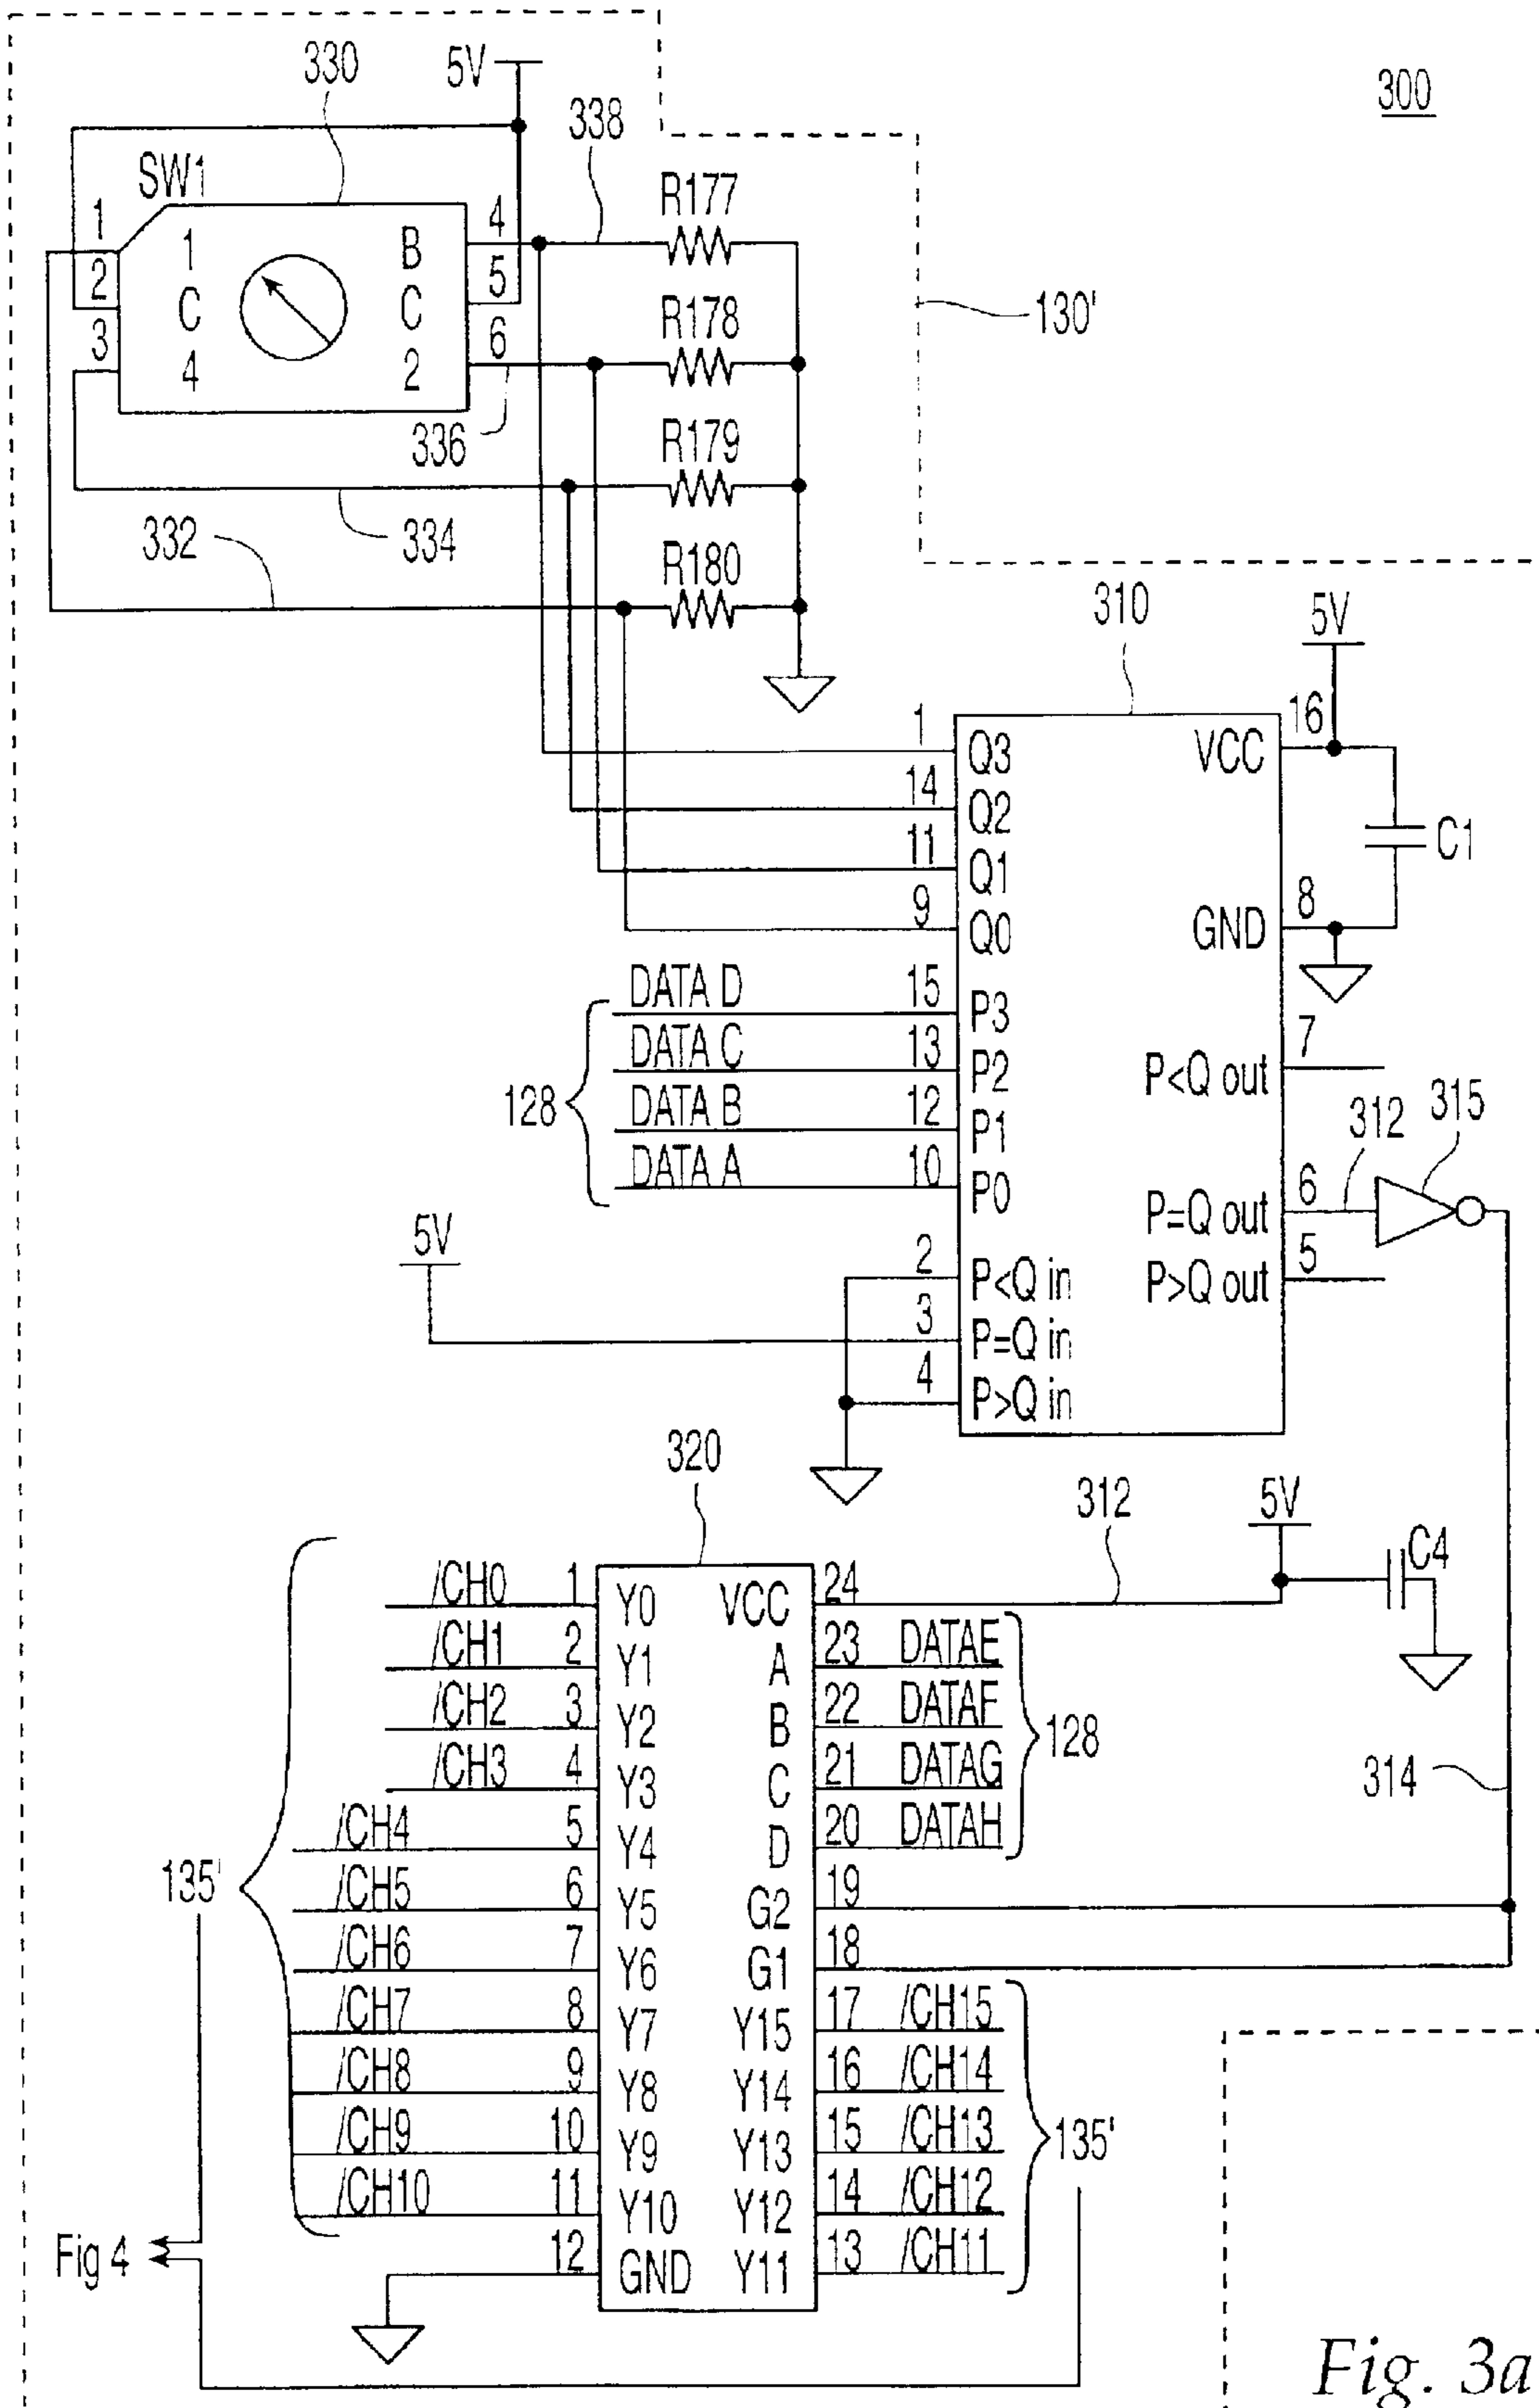 300
330
5V
338
SW1
1
2
3
1
C
4
B
C
2
4
5
6
336
R177
R178
R179
R180
130'
332
334
310
5V
1
14
11
9
Q3
Q2
Q1
Q0
VCC
16
C1
GND
8
128
DATA D
DATA C
DATA B
DATA A
15
13
12
10
P3
P2
P1
P0
P<Q out
7
312
315
P=Q out
6
P>Q out
5
5V
2
3
4
P<Q in
P=Q in
P>Q in
320
312
5V
C4
/CH0 1 Y0 VCC 24
/CH1 2 Y1 A 23 DATAE
/CH2 3 Y2 B 22 DATAF
/CH3 4 Y3 C 21 DATAG
/CH4 5 Y4 D 20 DATAH
128
314
135'
/CH5 6 Y5 G2 19
/CH6 7 Y6 G1 18
/CH7 8 Y7 Y15 17 /CH15
/CH8 9 Y8 Y14 16 /CH14
/CH9 10 Y9 Y13 15 /CH13
135'
/CH10 11 Y10 Y12 14 /CH12
12 GND Y11 13 /CH11
Fig 4
Fig. 3a